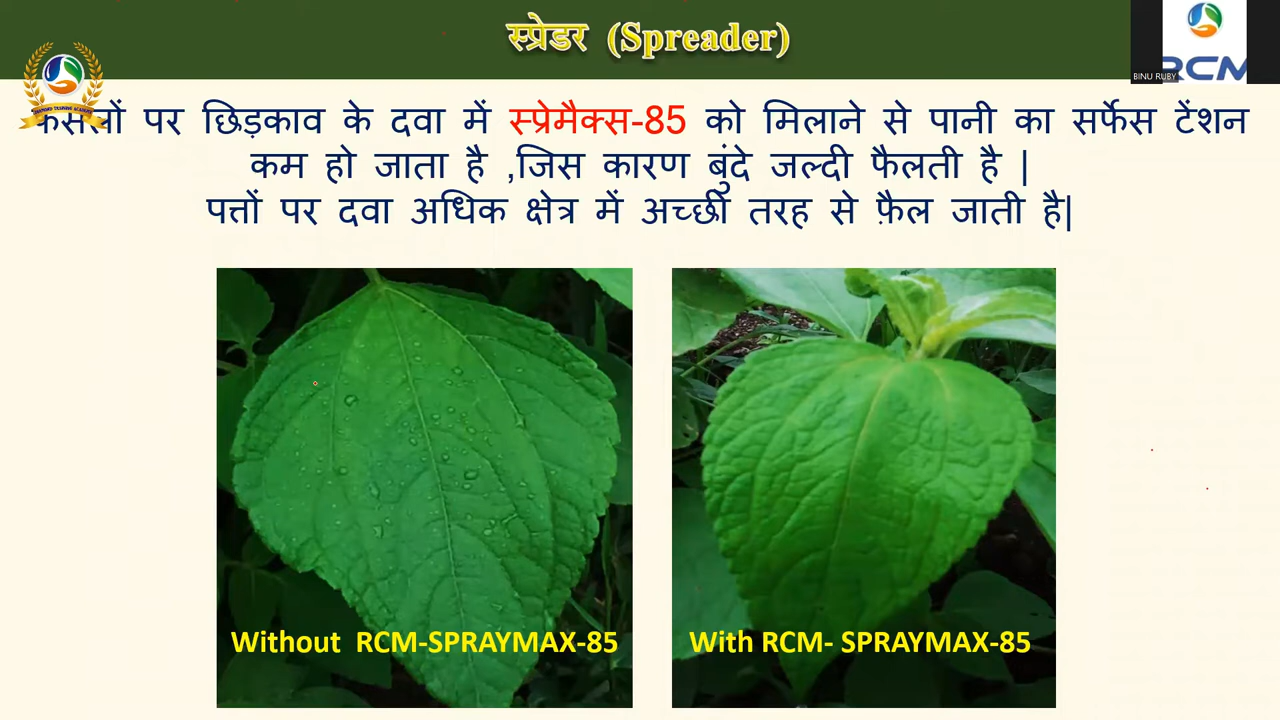 स्प्रेडर (Spreader)
BINU RUBY
RCM
फसलों पर छिड़काव के दवा में स्प्रेमैक्स-85 को मिलाने से पानी का सर्फेस टेंशन
कम हो जाता है ,जिस कारण बुंदे जल्दी फैलती है |
पत्तों पर दवा अधिक क्षेत्र में अच्छी तरह से फ़ैल जाती है|
Without RCM-SPRAYMAX-85
With RCM- SPRAYMAX-85